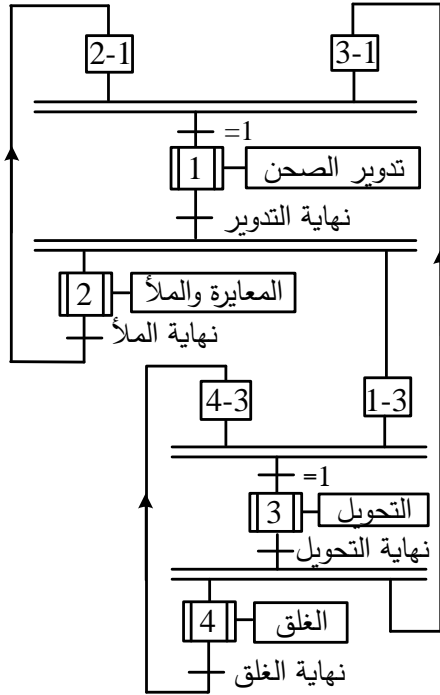 2-1
3-1
=1
1
تدوير الصحن
نهاية التدوير
2
المعايرة والملأ
نهاية الملأ
4-3
1-3
=1
3
التحويل
نهاية التحويل
4
الغلق
نهاية الغلق